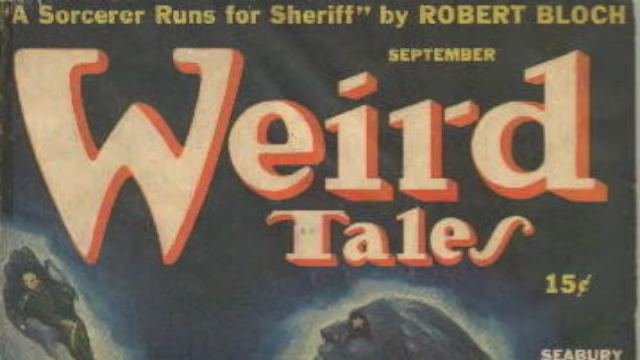 "A Sorcerer Runs for Sheriff" by ROBERT BLOCH
SEPTEMBER
Weird
Tales
15¢
SEABURY